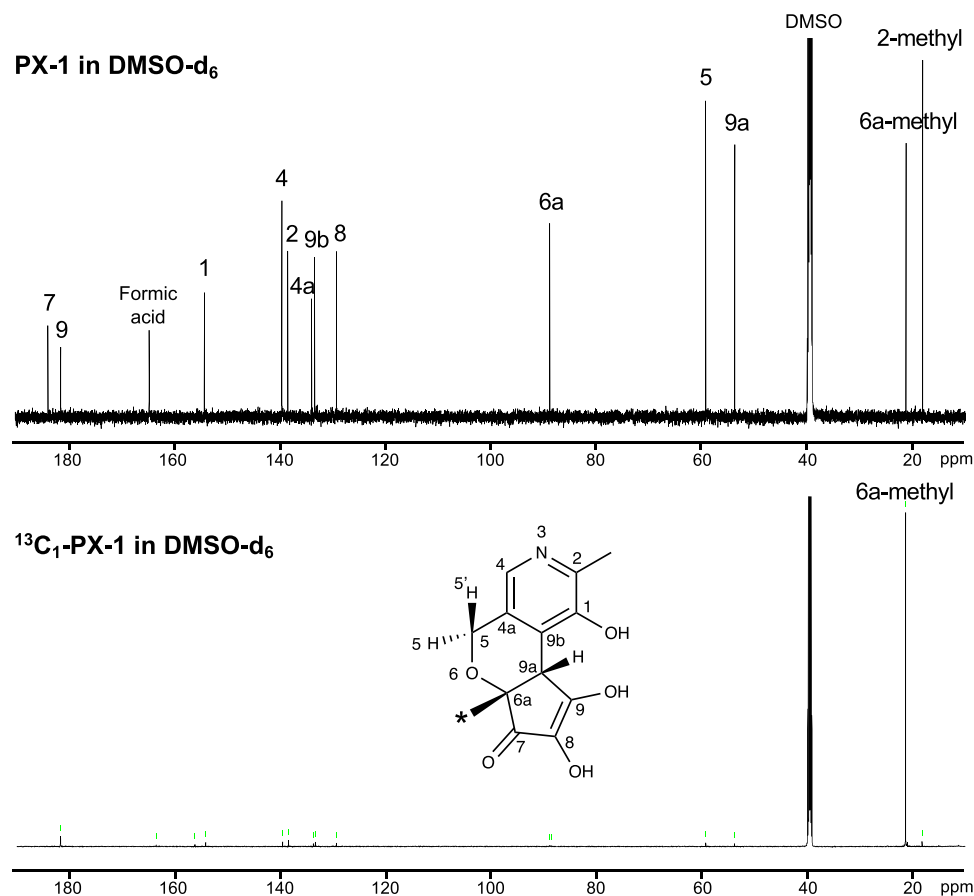 DMSO
2-methyl
PX-1 in DMSO-d6
5
9a
6a-methyl
4
6a
2 9b 8
1
4a
Formic
acid
7
9
180 160 140 120 100 80 60 40 20 ppm
6a-methyl
13C1-PX-1 in DMSO-d6
3
N
4 2
5' H
1
4a OH
5 H 5 9b
H
9a
6 O OH
6a 9
*
7 8
O OH
180 160 140 120 100 80 60 40 20 ppm